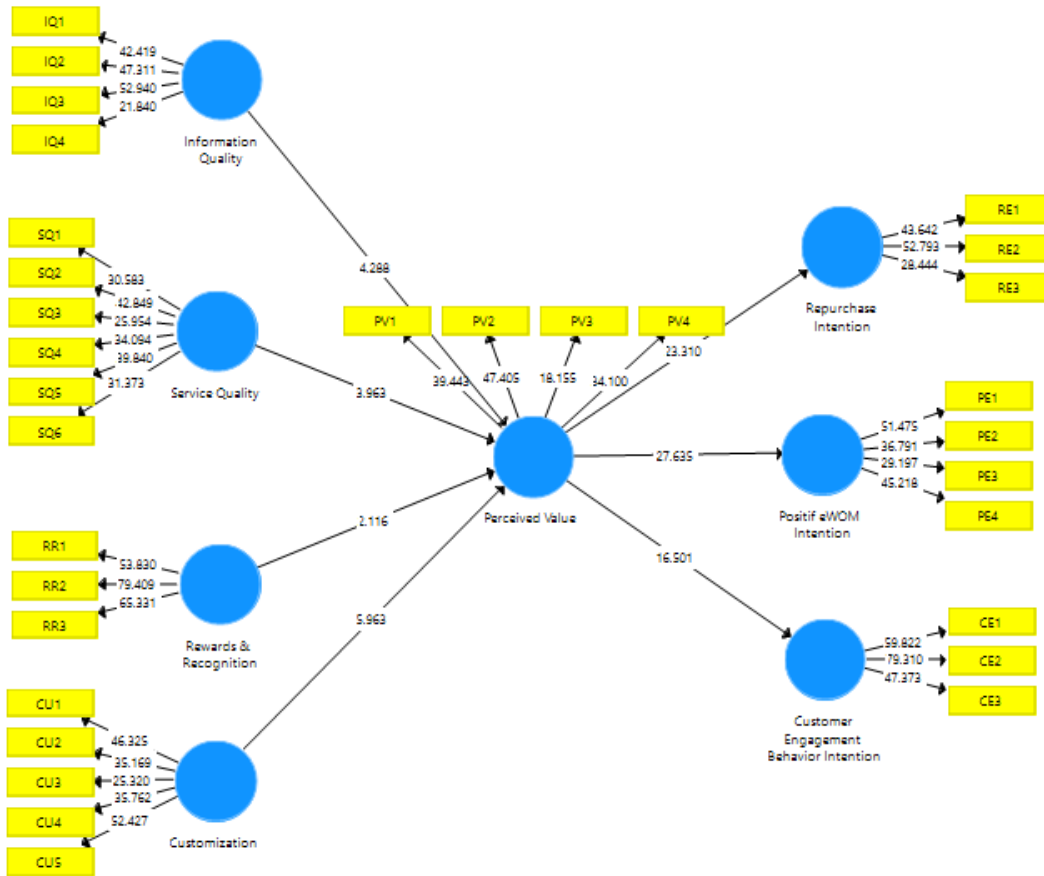 IQ1
IQ2
IQ3
IQ4
42.419
47.311
52.940
21.840
Information
Quality
SQ1
SQ2
SQ3
SQ4
SQ5
SQ6
30.583
42.849
25.954
34.094
39.840
31.373
Service Quality
RR1
RR2
RR3
53.830
79.409
65.331
Rewards &
Recognition
CU1
CU2
CU3
CU4
CU5
46.325
35.169
25.320
35.762
52.427
Customization
4.288
3.963
2.116
5.963
PV1
PV2
PV3
PV4
39.443
47.405
18.155
34.100
Perceived Value
23.310
27.635
16.501
RE1
RE2
RE3
43.642
52.793
28.444
Repurchase
Intention
PE1
PE2
PE3
PE4
51.475
36.791
29.197
45.218
Positif eWOM
Intention
CE1
CE2
CE3
59.822
79.310
47.373
Customer
Engagement
Behavior Intention